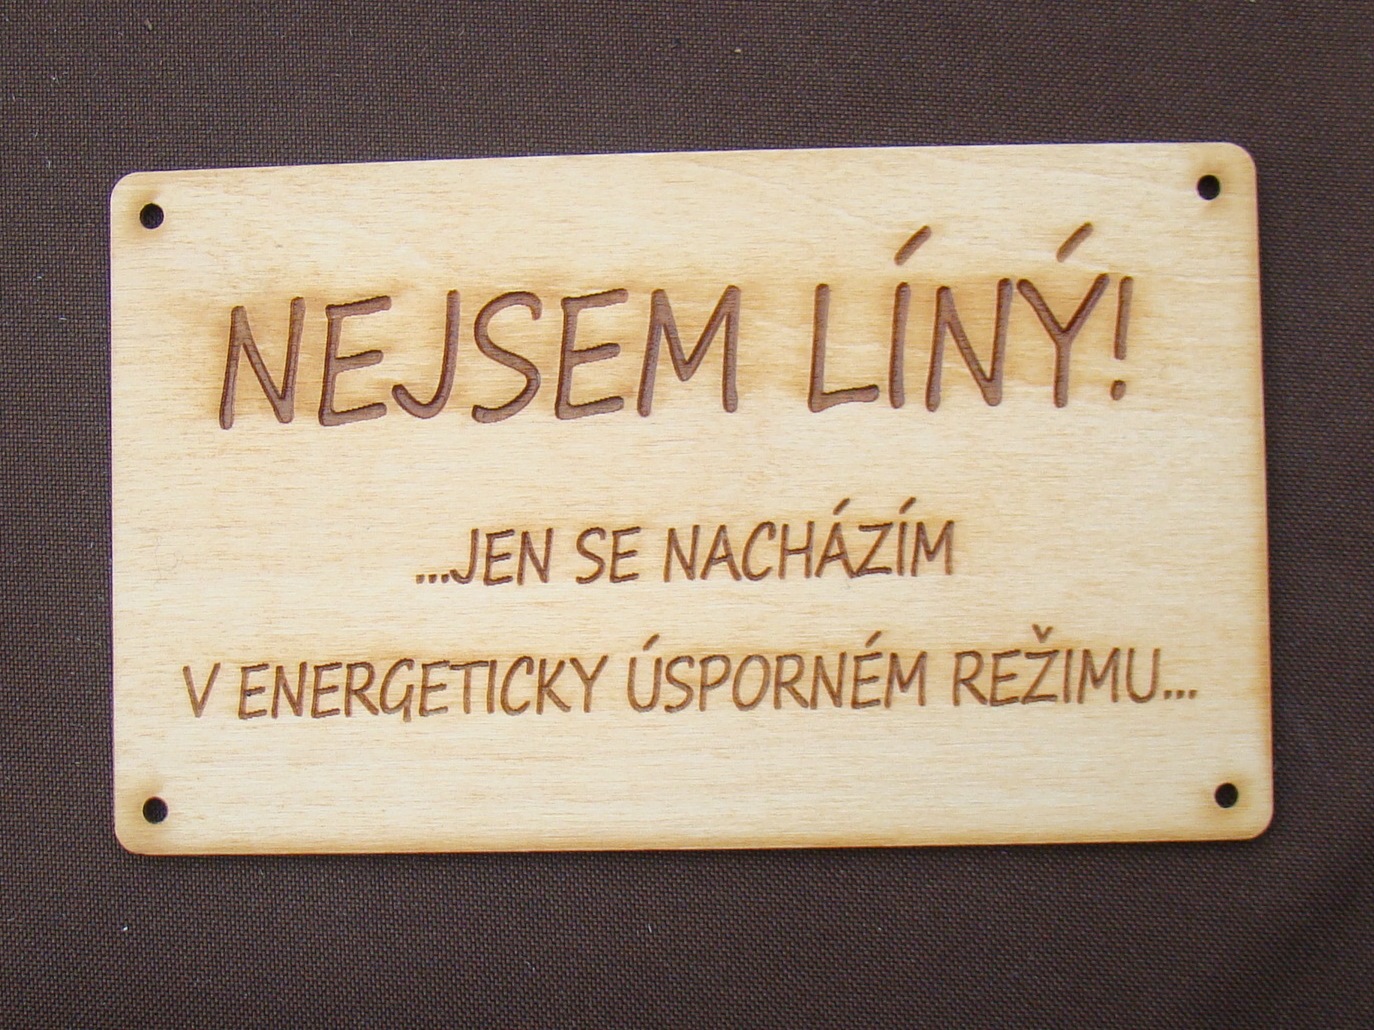 NEJSEM LÍNÝ!
...JEN SE NACHÁZÍM
V ENERGETICKY ÚSPORNÉM REŽIMU...